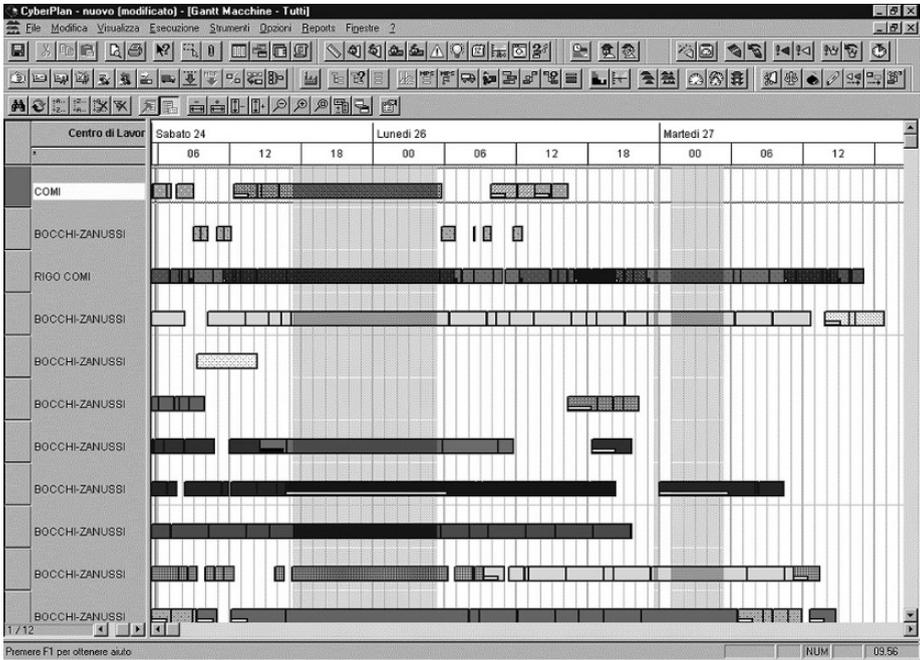 CyberPlan - nuovo (modificato) - [Gantt Macchine - Tutti]
File Modifica Visualizza Esecuzione Strumenti Opzioni Reports Finestre ?
Centro di Lavor Sabato 24 Lunedi 26 Martedi 27
* 06 12 18 00 06 12 18 00 06 12
COMI
BOCCHI-ZANUSSI
RIGO COMI
BOCCHI-ZANUSSI
BOCCHI-ZANUSSI
BOCCHI-ZANUSSI
BOCCHI-ZANUSSI
BOCCHI-ZANUSSI
BOCCHI-ZANUSSI
BOCCHI-ZANUSSI
BOCCHI-ZANUSSI
1/12
Premere F1 per ottenere aiuto NUM 09.56